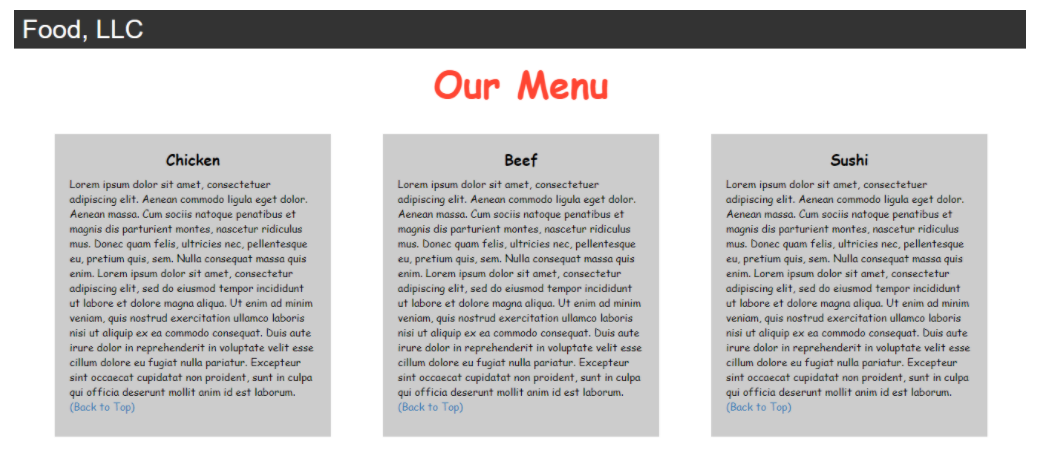 Food, LLC
Our Menu
Chicken
Lorem ipsum dolor sit amet, consectetuer
adipiscing elit. Aenean commodo ligula eget dolor.
Aenean massa. Cum sociis natoque penatibus et
magnis dis parturient montes, nascetur ridiculus
mus. Donec quam felis, ultricies nec, pellentesque
eu, pretium quis, sem. Nulla consequat massa quis
enim. Lorem ipsum dolor sit amet, consectetur
adipiscing elit, sed do eiusmod tempor incididunt
ut labore et dolore magna aliqua. Ut enim ad minim
veniam, quis nostrud exercitation ullamco laboris
nisi ut aliquip ex ea commodo consequat. Duis aute
irure dolor in reprehenderit in voluptate velit esse
cillum dolore eu fugiat nulla pariatur. Excepteur
sint occaecat cupidatat non proident, sunt in culpa
qui officia deserunt mollit anim id est laborum.
(Back to Top)
Beef
Lorem ipsum dolor sit amet, consectetuer
adipiscing elit. Aenean commodo ligula eget dolor.
Aenean massa. Cum sociis natoque penatibus et
magnis dis parturient montes, nascetur ridiculus
mus. Donec quam felis, ultricies nec, pellentesque
eu, pretium quis, sem. Nulla consequat massa quis
enim. Lorem ipsum dolor sit amet, consectetur
adipiscing elit, sed do eiusmod tempor incididunt
ut labore et dolore magna aliqua. Ut enim ad minim
veniam, quis nostrud exercitation ullamco laboris
nisi ut aliquip ex ea commodo consequat. Duis aute
irure dolor in reprehenderit in voluptate velit esse
cillum dolore eu fugiat nulla pariatur. Excepteur
sint occaecat cupidatat non proident, sunt in culpa
qui officia deserunt mollit anim id est laborum.
(Back to Top)
Sushi
Lorem ipsum dolor sit amet, consectetuer
adipiscing elit. Aenean commodo ligula eget dolor.
Aenean massa. Cum sociis natoque penatibus et
magnis dis parturient montes, nascetur ridiculus
mus. Donec quam felis, ultricies nec, pellentesque
eu, pretium quis, sem. Nulla consequat massa quis
enim. Lorem ipsum dolor sit amet, consectetur
adipiscing elit, sed do eiusmod tempor incididunt
ut labore et dolore magna aliqua. Ut enim ad minim
veniam, quis nostrud exercitation ullamco laboris
nisi ut aliquip ex ea commodo consequat. Duis aute
irure dolor in reprehenderit in voluptate velit esse
cillum dolore eu fugiat nulla pariatur. Excepteur
sint occaecat cupidatat non proident, sunt in culpa
qui officia deserunt mollit anim id est laborum.
(Back to Top)